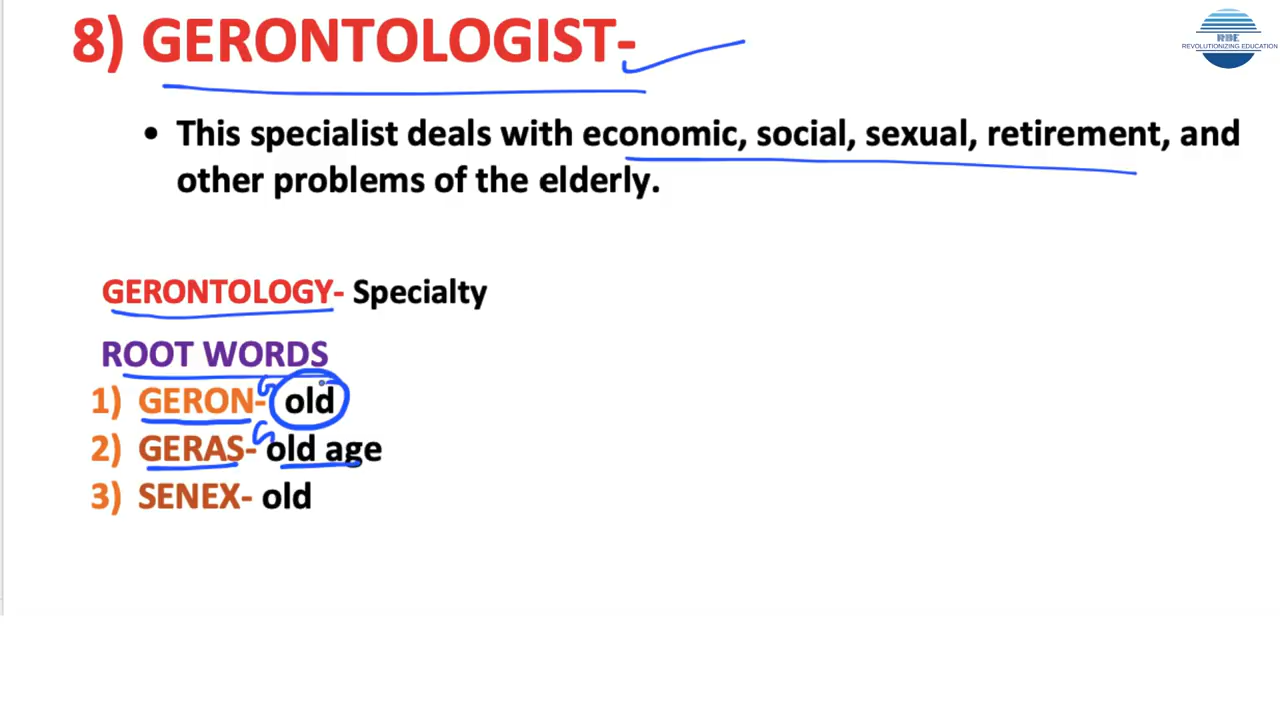 8) GERONTOLOGIST-
RDE
REVOLUTIONIZING EDUCATION
• This specialist deals with economic, social, sexual, retirement, and
other problems of the elderly.
GERONTOLOGY- Specialty
ROOT WORDS
1) GERON- old
2) GERAS- old age
3) SENEX- old